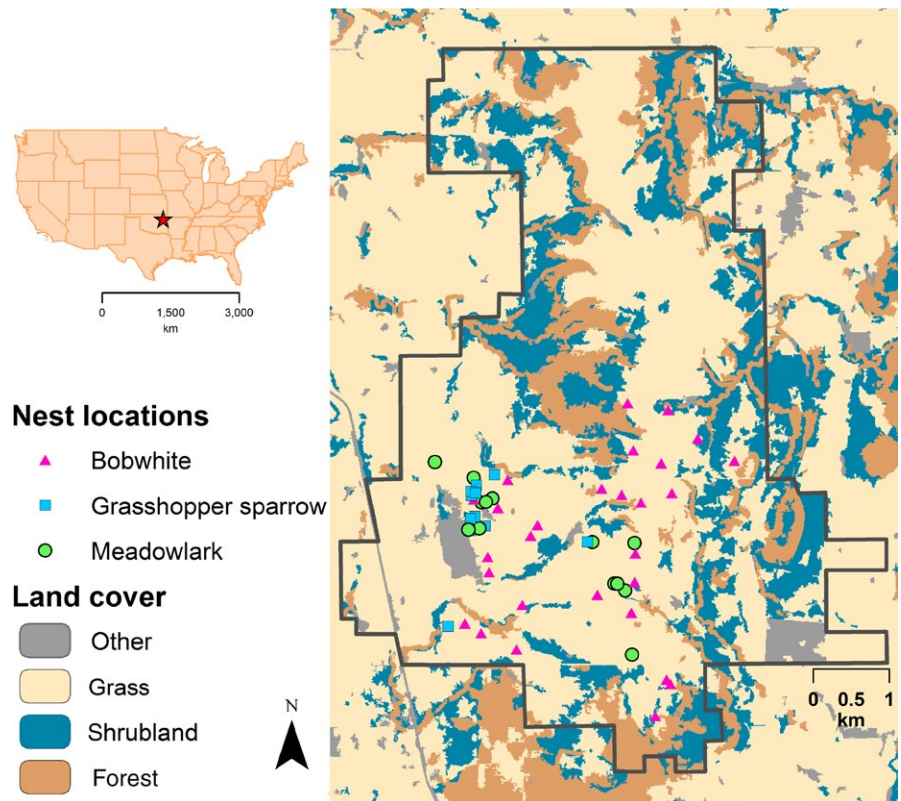 0 1,500 3,000
km
Nest locations
Bobwhite
Grasshopper sparrow
Meadowlark
Land cover
Other
Grass
Shrubland
Forest
N
0 0.5 1
km